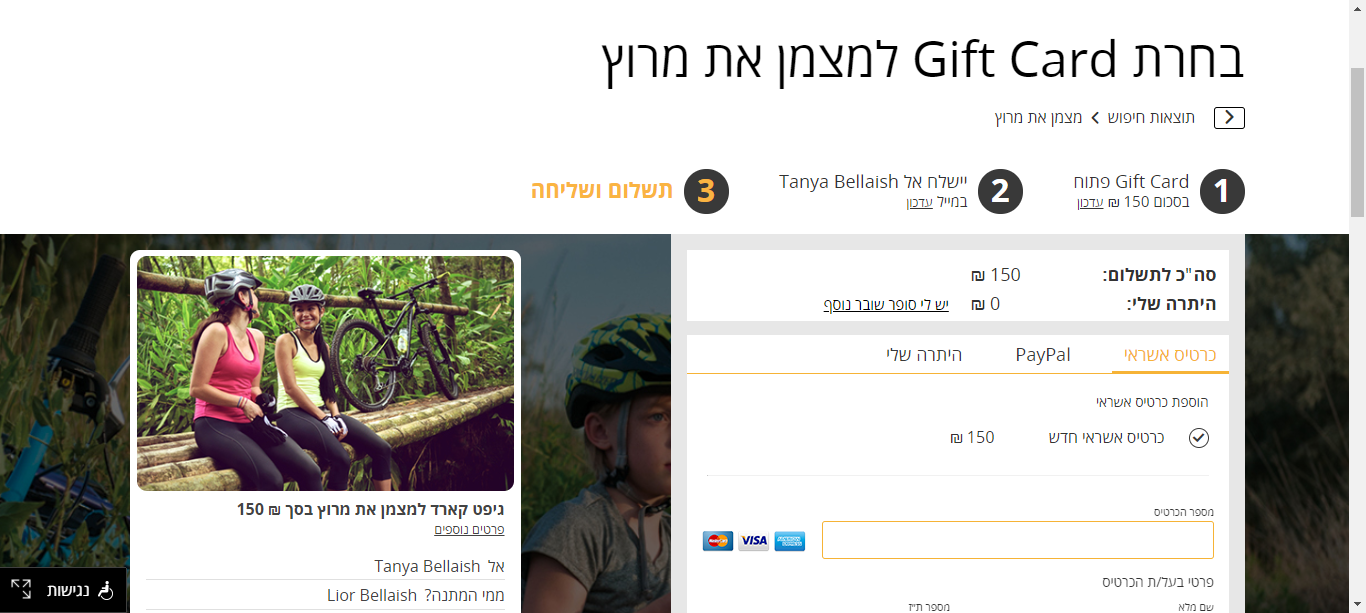 בחרת Gift Card למצמן את מרוץ
תוצאות חיפוש > מצמן את מרוץ
1 Gift Card פתוח
בסכום 150 ₪ עדכון
2 יישלח אל Tanya Bellaish
במייל עדכון
3 תשלום ושליחה
סה"כ לתשלום: 150 ₪
היתרה שלי: 0 ₪ יש לי סופר שובר נוסף
כרטיס אשראי PayPal היתרה שלי
הוספת כרטיס אשראי
כרטיס אשראי חדש 150 ₪
מספר הכרטיס
MasterCard VISA AMERICAN EXPRESS
פרטי בעל/ת הכרטיס
שם מלא מספר ת"ז
גיפט קארד למצמן את מרוץ בסך 150 ₪
פרטים נוספים
אל Tanya Bellaish
ממי המתנה? Lior Bellaish
נגישות